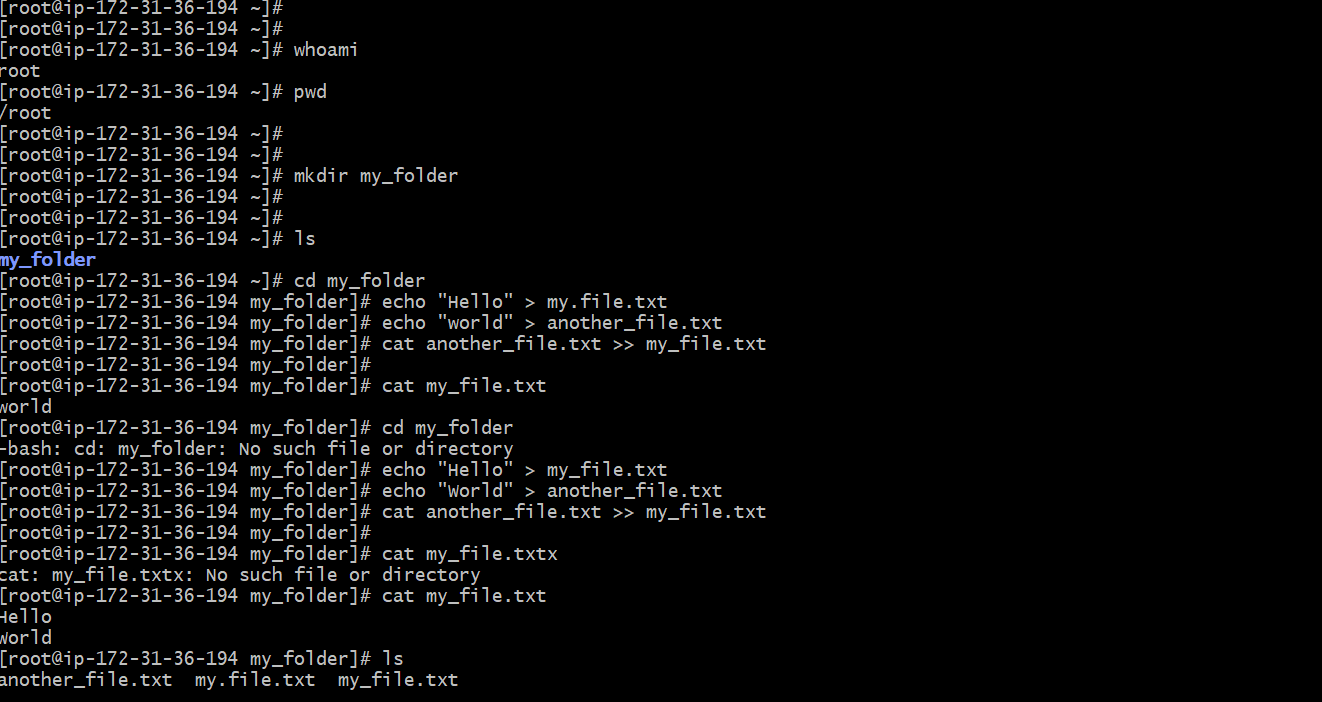 [root@ip-172-31-36-194 ~]#
[root@ip-172-31-36-194 ~]#
[root@ip-172-31-36-194 ~]# whoami
root
[root@ip-172-31-36-194 ~]# pwd
/root
[root@ip-172-31-36-194 ~]#
[root@ip-172-31-36-194 ~]#
[root@ip-172-31-36-194 ~]# mkdir my_folder
[root@ip-172-31-36-194 ~]#
[root@ip-172-31-36-194 ~]#
[root@ip-172-31-36-194 ~]# ls
my_folder
[root@ip-172-31-36-194 ~]# cd my_folder
[root@ip-172-31-36-194 my_folder]# echo "Hello" > my.file.txt
[root@ip-172-31-36-194 my_folder]# echo "world" > another_file.txt
[root@ip-172-31-36-194 my_folder]# cat another_file.txt >> my_file.txt
[root@ip-172-31-36-194 my_folder]#
[root@ip-172-31-36-194 my_folder]# cat my_file.txt
world
[root@ip-172-31-36-194 my_folder]# cd my_folder
-bash: cd: my_folder: No such file or directory
[root@ip-172-31-36-194 my_folder]# echo "Hello" > my_file.txt
[root@ip-172-31-36-194 my_folder]# echo "World" > another_file.txt
[root@ip-172-31-36-194 my_folder]# cat another_file.txt >> my_file.txt
[root@ip-172-31-36-194 my_folder]#
[root@ip-172-31-36-194 my_folder]# cat my_file.txtx
cat: my_file.txtx: No such file or directory
[root@ip-172-31-36-194 my_folder]# cat my_file.txt
Hello
World
[root@ip-172-31-36-194 my_folder]# ls
another_file.txt  my.file.txt  my_file.txt